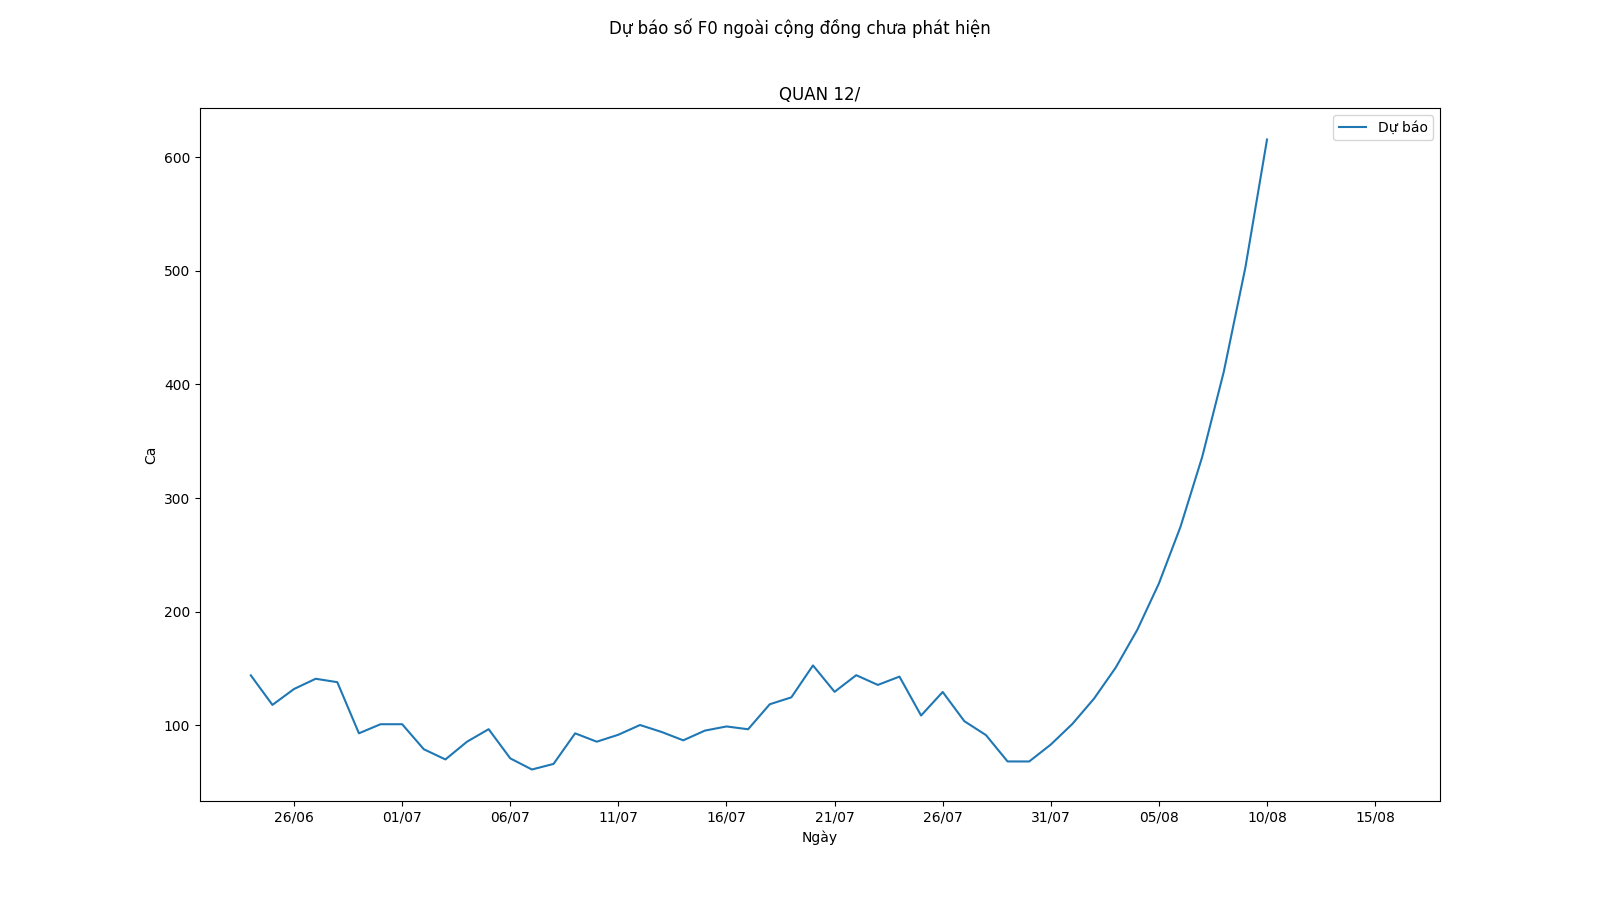 Dự báo số F0 ngoài cộng đồng chưa phát hiện
QUAN 12/
Dự báo
600
500
400
300
200
100
Ca
26/06 01/07 06/07 11/07 16/07 21/07 26/07 31/07 05/08 10/08 15/08
Ngày